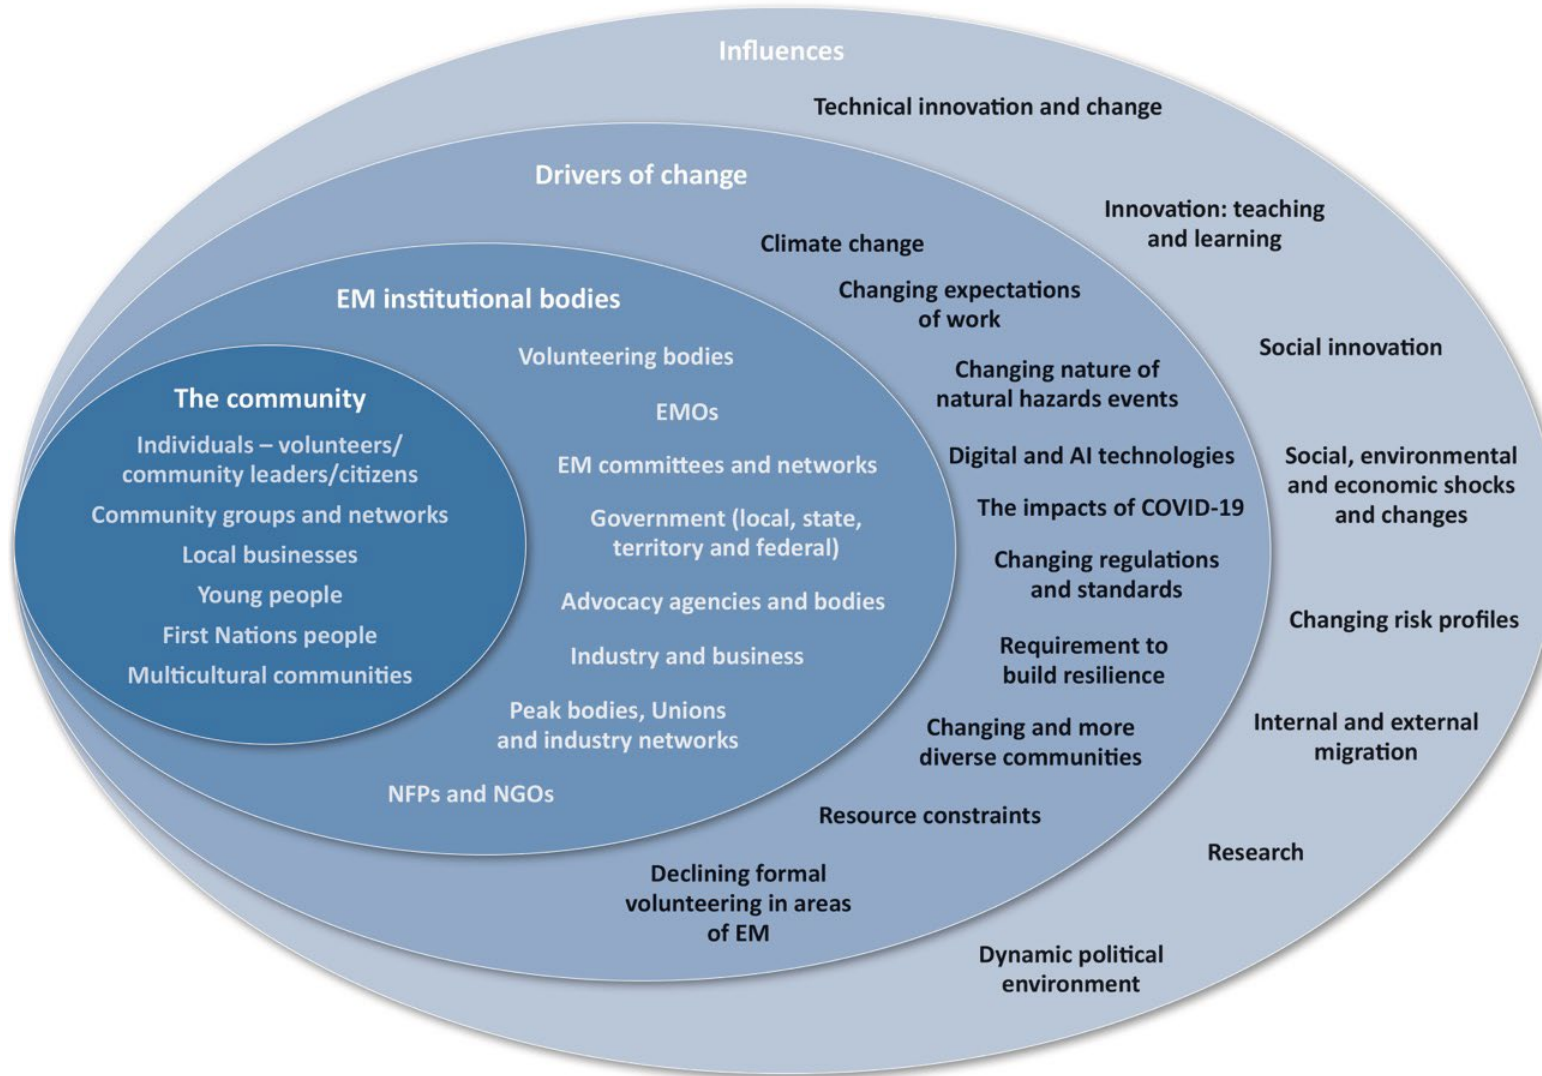 Influences
Technical innovation and change
Innovation: teaching
and learning
Social innovation
Social, environmental
and economic shocks
and changes
Changing risk profiles
Internal and external
migration
Research
Dynamic political
environment
Drivers of change
Climate change
Changing expectations
of work
Changing nature of
natural hazards events
Digital and AI technologies
The impacts of COVID-19
Changing regulations
and standards
Requirement to
build resilience
Changing and more
diverse communities
Resource constraints
Declining formal
volunteering in areas
of EM
EM institutional bodies
Volunteering bodies
EMOs
EM committees and networks
Government (local, state,
territory and federal)
Advocacy agencies and bodies
Industry and business
Peak bodies, Unions
and industry networks
NFPs and NGOs
The community
Individuals – volunteers/
community leaders/citizens
Community groups and networks
Local businesses
Young people
First Nations people
Multicultural communities